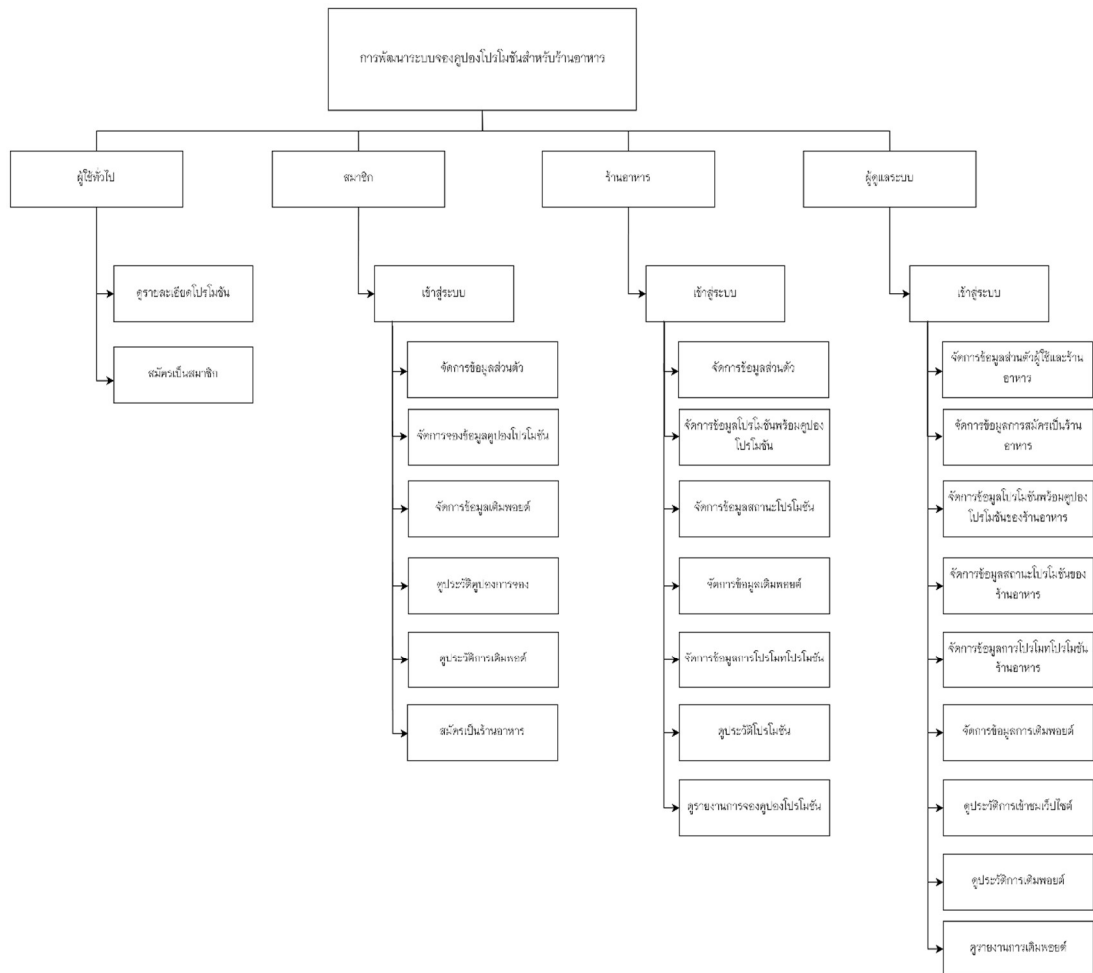 การพัฒนาระบบจองคูปองโปรโมชันสำหรับร้านอาหาร
ผู้ใช้ทั่วไป
สมาชิก
ร้านอาหาร
ผู้ดูแลระบบ
ดูรายละเอียดโปรโมชัน
สมัครเป็นสมาชิก
เข้าสู่ระบบ
จัดการข้อมูลส่วนตัว
จัดการจองข้อมูลคูปองโปรโมชัน
จัดการข้อมูลเติมพอยต์
ดูประวัติคูปองการจอง
ดูประวัติการเติมพอยต์
สมัครเป็นร้านอาหาร
เข้าสู่ระบบ
จัดการข้อมูลส่วนตัว
จัดการข้อมูลโปรโมชันพร้อมคูปอง
โปรโมชัน
จัดการข้อมูลสถานะโปรโมชัน
จัดการข้อมูลเติมพอยต์
จัดการข้อมูลการโปรโมทโปรโมชัน
ดูประวัติโปรโมชัน
ดูรายงานการจองคูปองโปรโมชัน
เข้าสู่ระบบ
จัดการข้อมูลส่วนตัวผู้ใช้และร้าน
อาหาร
จัดการข้อมูลการสมัครเป็นร้าน
อาหาร
จัดการข้อมูลโปรโมชันพร้อมคูปอง
โปรโมชันของร้านอาหาร
จัดการข้อมูลสถานะโปรโมชันของ
ร้านอาหาร
จัดการข้อมูลการโปรโมทโปรโมชัน
ร้านอาหาร
จัดการข้อมูลการเติมพอยต์
ดูประวัติการเข้าชมเว็บไซต์
ดูประวัติการเติมพอยต์
ดูรายงานการเติมพอยต์